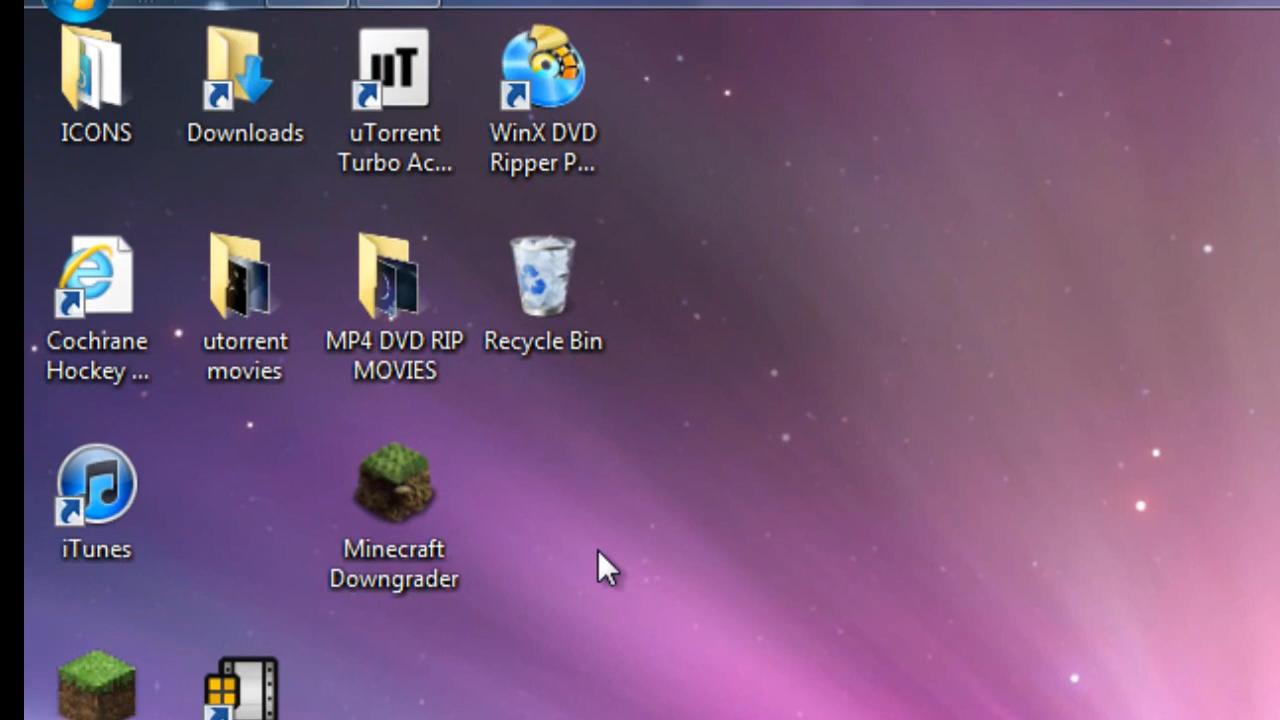 ICONS
Downloads
uTorrent
Turbo Ac...
WinX DVD
Ripper P...
Cochrane
Hockey ...
utorrent
movies
MP4 DVD RIP
MOVIES
Recycle Bin
iTunes
Minecraft
Downgrader